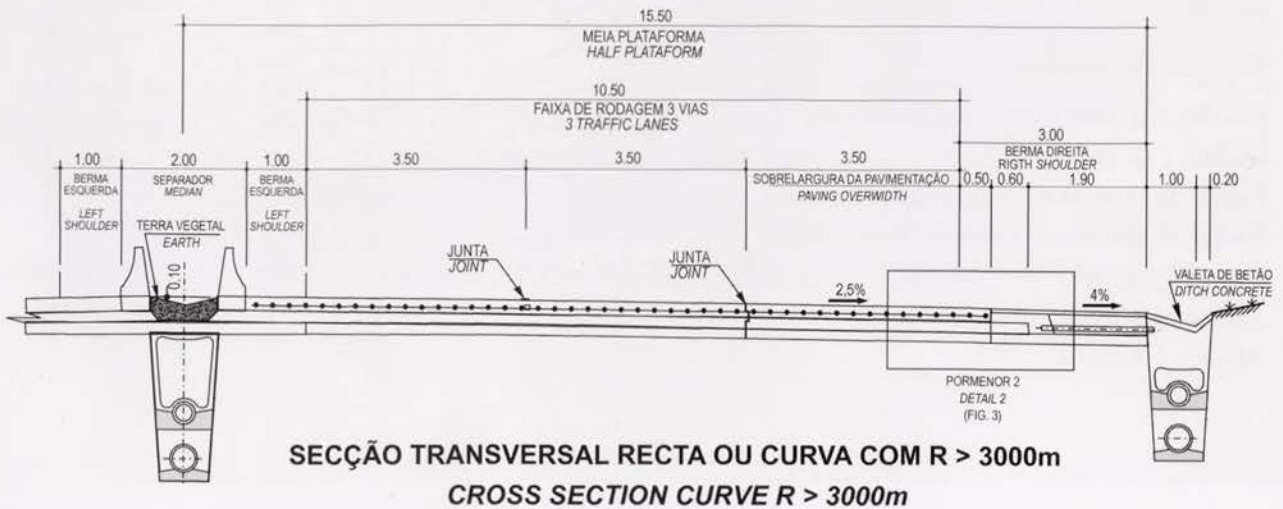 15.50
MEIA PLATAFORMA
HALF PLATAFORM
10.50
FAIXA DE RODAGEM 3 VIAS
3 TRAFFIC LANES
3.00
BERMA DIREITA
RIGTH SHOULDER
1.00
2.00
1.00
3.50
3.50
3.50
0.50
0.60
1.90
1.00
0.20
BERMA
ESQUERDA
LEFT
SHOULDER
SEPARADOR
MEDIAN
BERMA
ESQUERDA
LEFT
SHOULDER
SOBRELARGURA DA PAVIMENTAÇÃO
PAVING OVERWIDTH
TERRA VEGETAL
EARTH
0.10
JUNTA
JOINT
JUNTA
JOINT
2,5%
4%
VALETA DE BETÃO
DITCH CONCRETE
PORMENOR 2
DETAIL 2
(FIG. 3)
SECÇÃO TRANSVERSAL RECTA OU CURVA COM R > 3000m
CROSS SECTION CURVE R > 3000m